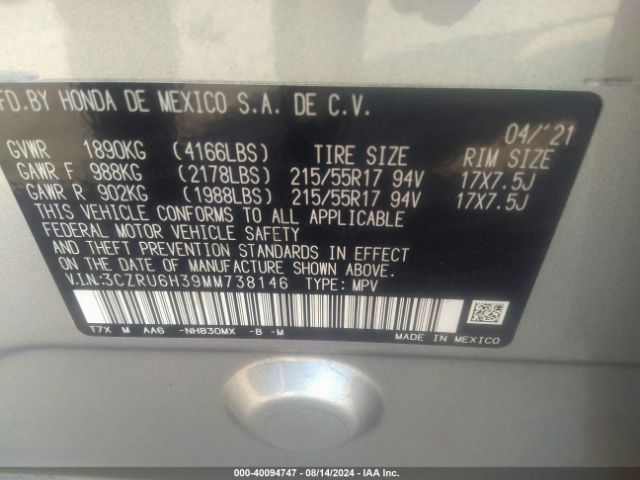 FD. BY HONDA DE MEXICO S.A. DE C.V.
04/'21
GVWR 1890KG (4166LBS) TIRE SIZE RIM SIZE
GAWR F 988KG (2178LBS) 215/55R17 94V 17X7.5J
GAWR R 902KG (1988LBS) 215/55R17 94V 17X7.5J
THIS VEHICLE CONFORMS TO ALL APPLICABLE
FEDERAL MOTOR VEHICLE SAFETY
AND THEFT PREVENTION STANDARDS IN EFFECT
ON THE DATE OF MANUFACTURE SHOWN ABOVE.
V.I.N.:3CZRU6H39MM738146 TYPE: MPV
T7X M AA6 -NH830MX -B -M
MADE IN MEXICO
000-40094747 - 08/14/2024 - IAA Inc.